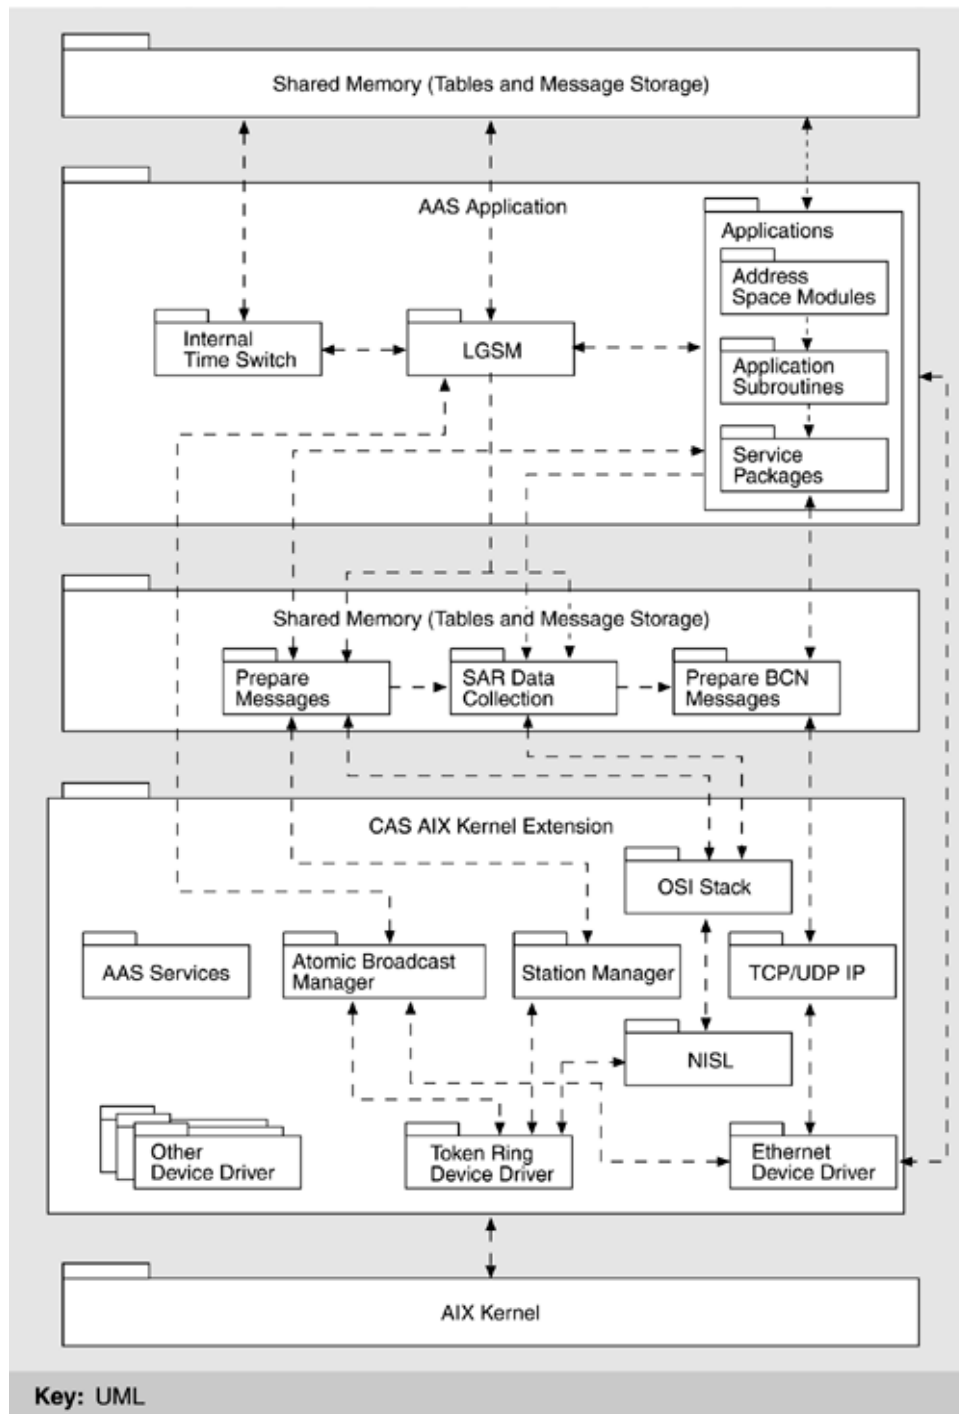 Shared Memory (Tables and Message Storage)
AAS Application
Applications
Address
Space Modules
Internal
Time Switch
LGSM
Application
Subroutines
Service
Packages
Shared Memory (Tables and Message Storage)
Prepare
Messages
SAR Data
Collection
Prepare BCN
Messages
CAS AIX Kernel Extension
OSI Stack
AAS Services
Atomic Broadcast
Manager
Station Manager
TCP/UDP IP
NISL
Other
Device Driver
Token Ring
Device Driver
Ethernet
Device Driver
AIX Kernel
Key: UML